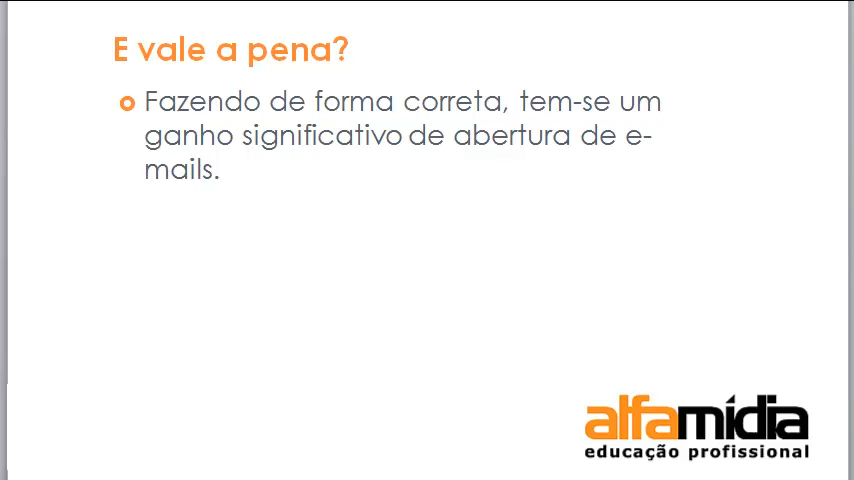 E vale a pena?
Fazendo de forma correta, tem-se um
ganho significativo de abertura de e-
mails.
alfamídia
educação profissional